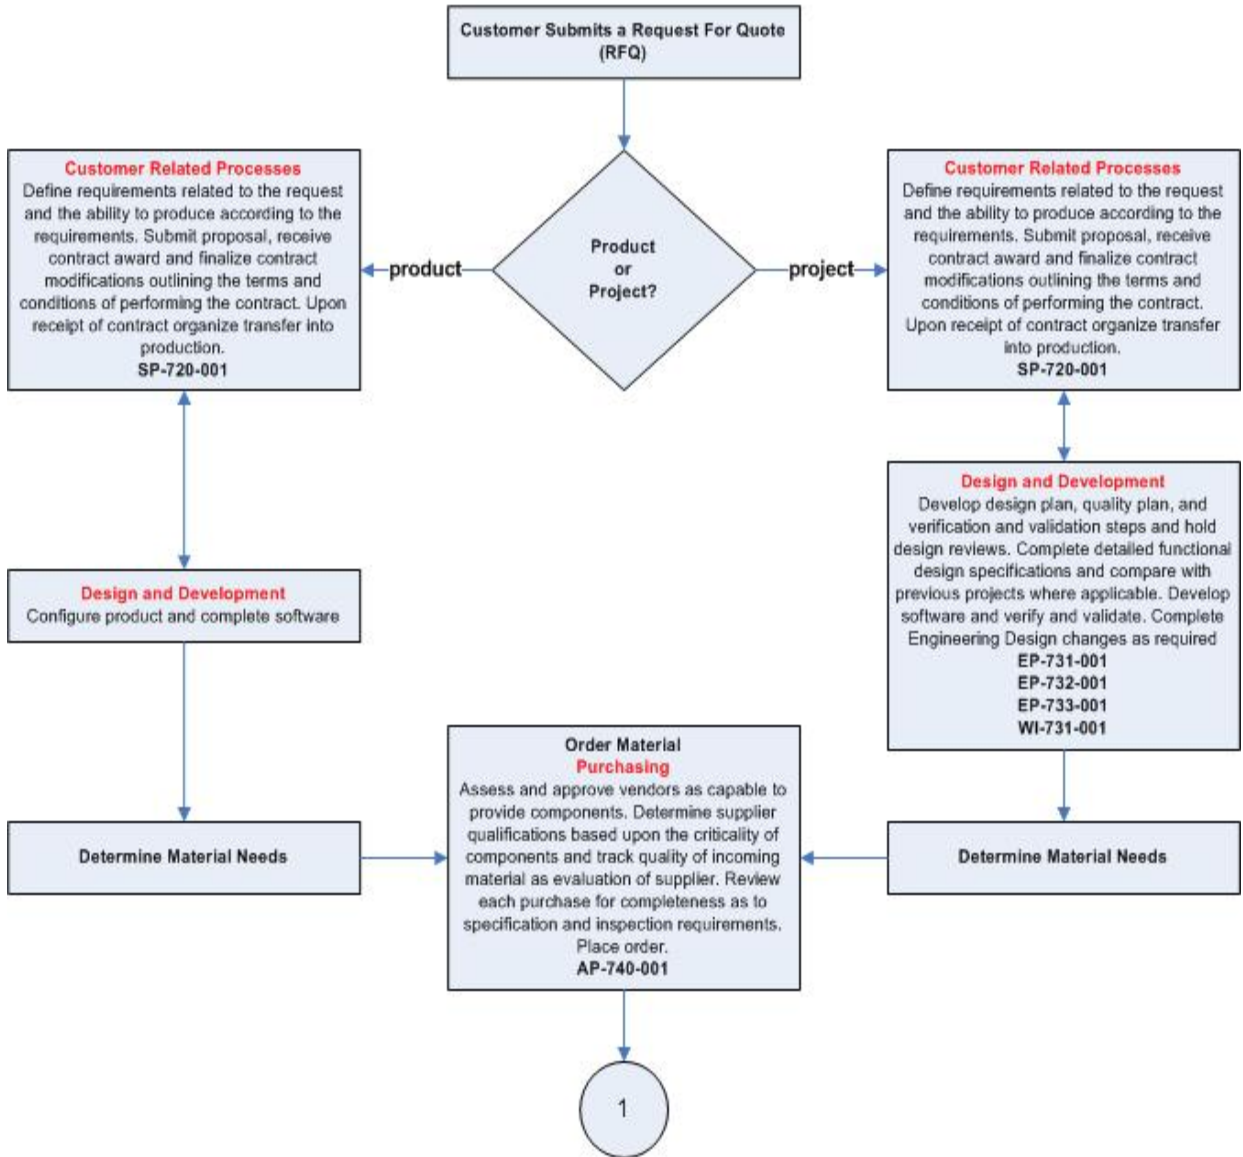 Customer Submits a Request For Quote
(RFQ)
Customer Related Processes
Define requirements related to the request
and the ability to produce according to the
requirements. Submit proposal, receive
contract award and finalize contract
modifications outlining the terms and
conditions of performing the contract. Upon
receipt of contract organize transfer into
production.
SP-720-001
product
Product
or
Project?
project
Customer Related Processes
Define requirements related to the request
and the ability to produce according to the
requirements. Submit proposal, receive
contract award and finalize contract
modifications outlining the terms and
conditions of performing the contract.
Upon receipt of contract organize transfer
into production.
SP-720-001
Design and Development
Configure product and complete software
Design and Development
Develop design plan, quality plan, and
verification and validation steps and hold
design reviews. Complete detailed functional
design specifications and compare with
previous projects where applicable. Develop
software and verify and validate. Complete
Engineering Design changes as required
EP-731-001
EP-732-001
EP-733-001
WI-731-001
Determine Material Needs
Order Material
Purchasing
Assess and approve vendors as capable to
provide components. Determine supplier
qualifications based upon the criticality of
components and track quality of incoming
material as evaluation of supplier. Review
each purchase for completeness as to
specification and inspection requirements.
Place order.
AP-740-001
Determine Material Needs
1